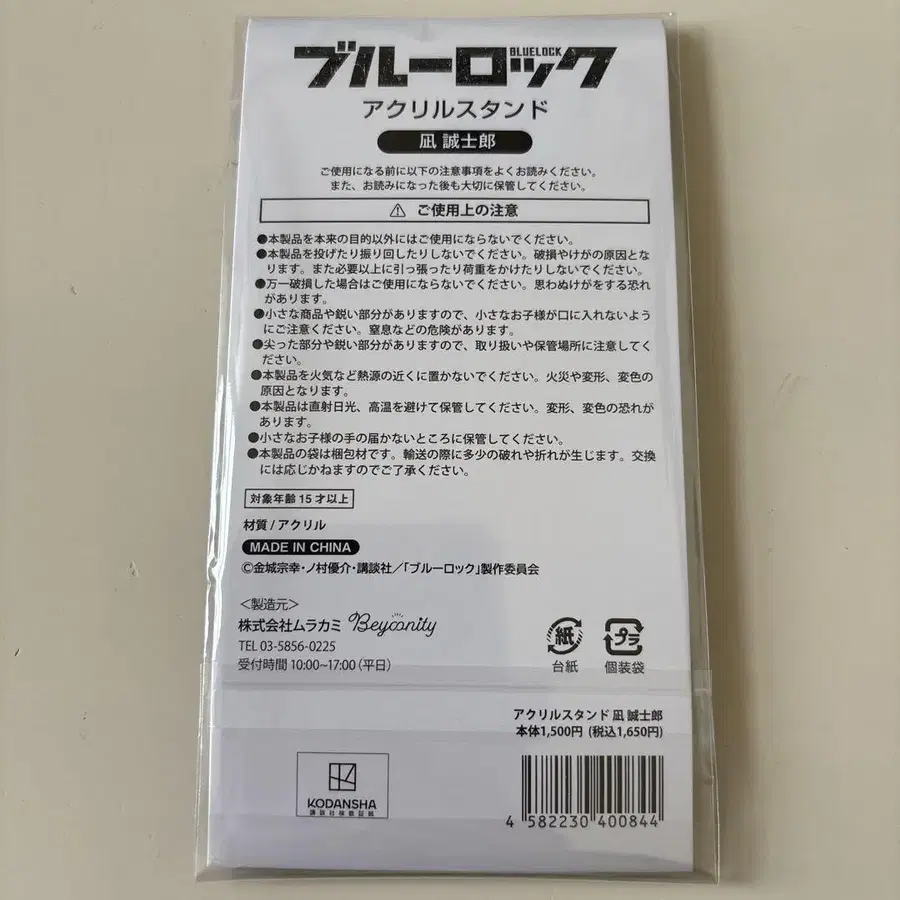 ブルーロック
BLUELOCK
アクリルスタンド
凪 誠士郎
ご使用になる前に以下の注意事項をよくお読みください。
また、お読みになった後も大切に保管してください。
⚠ ご使用上の注意
●本製品を本来の目的以外にはご使用にならないでください。
●本製品を投げたり振り回したりしないでください。破損やけがの原因とな
ります。また必要以上に引っ張ったり荷重をかけたりしないでください。
●万一破損した場合はご使用にならないでください。思わぬけがをする恐れ
があります。
●小さな商品や鋭い部分がありますので、小さなお子様が口に入れないよう
にご注意ください。窒息などの危険があります。
●尖った部分や鋭い部分がありますので、取り扱いや保管場所に注意してく
ださい。
●本製品を火気など熱源の近くに置かないでください。火災や変形、変色の
原因となります。
●本製品は直射日光、高温を避けて保管してください。変形、変色の恐れが
あります。
●小さなお子様の手の届かないところに保管してください。
●本製品の袋は梱包材です。輸送の際に多少の破れや折れが生じます。交換
には応じかねますのでご了承ください。
対象年齢15才以上
材質/アクリル
MADE IN CHINA
©金城宗幸・ノ村優介・講談社/「ブルーロック」製作委員会
<製造元>
株式会社ムラカミ Beyoonity
TEL 03-5856-0225
受付時間 10:00~17:00(平日)
紙
台紙
プラ
個装袋
アクリルスタンド 凪 誠士郎
本体1,500円 (税込1,650円)
KODANSHA
講談社検裁証紙
4 582230 400844